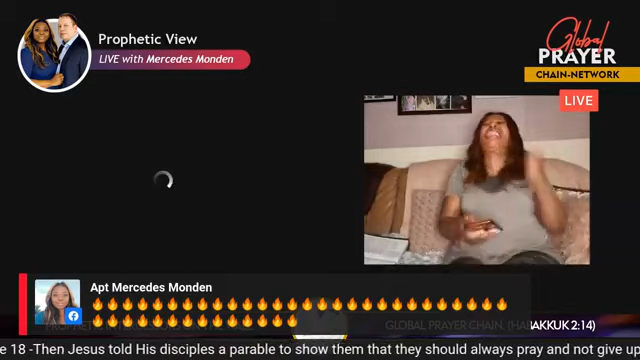 Prophetic View
LIVE with Mercedes Monden
Global
PRAYER
CHAIN-NETWORK
LIVE
Apt Mercedes Monden
🔥🔥🔥🔥🔥🔥🔥🔥🔥🔥🔥🔥🔥🔥🔥🔥🔥🔥🔥🔥🔥🔥🔥🔥🔥🔥🔥🔥
🔥🔥🔥🔥🔥🔥🔥🔥🔥🔥🔥🔥🔥🔥
GLOBAL PRAYER CHAIN. (HABAKKUK 2:14)
e 18 -Then Jesus told His disciples a parable to show them that they should always pray and not give up